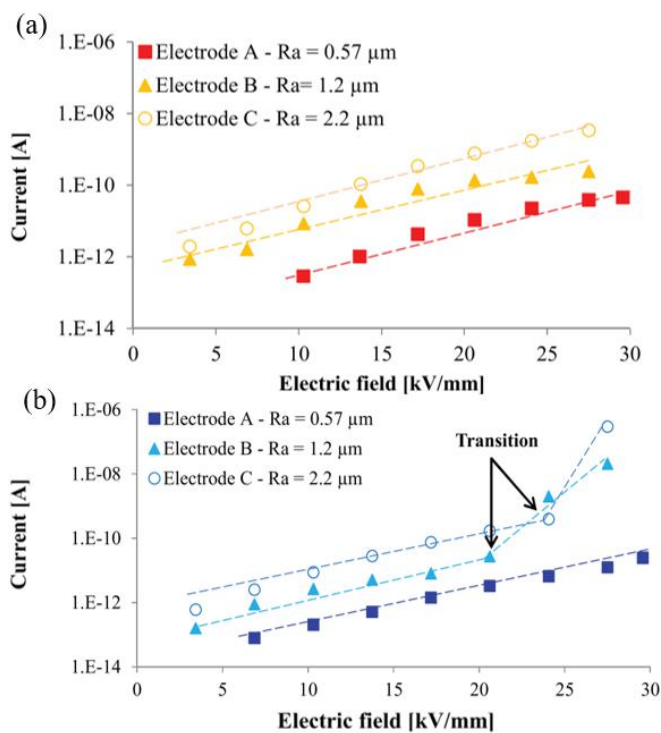 (a)
1.E-06
1.E-08
1.E-10
1.E-12
1.E-14
Current [A]
Electrode A - Ra = 0.57 µm
Electrode B - Ra= 1.2 µm
Electrode C - Ra = 2.2 µm
0 5 10 15 20 25 30
Electric field [kV/mm]
(b)
1.E-06
1.E-08
1.E-10
1.E-12
1.E-14
Current [A]
Electrode A - Ra = 0.57 µm
Electrode B - Ra = 1.2 µm
Electrode C - Ra = 2.2 µm
Transition
0 5 10 15 20 25 30
Electric field [kV/mm]